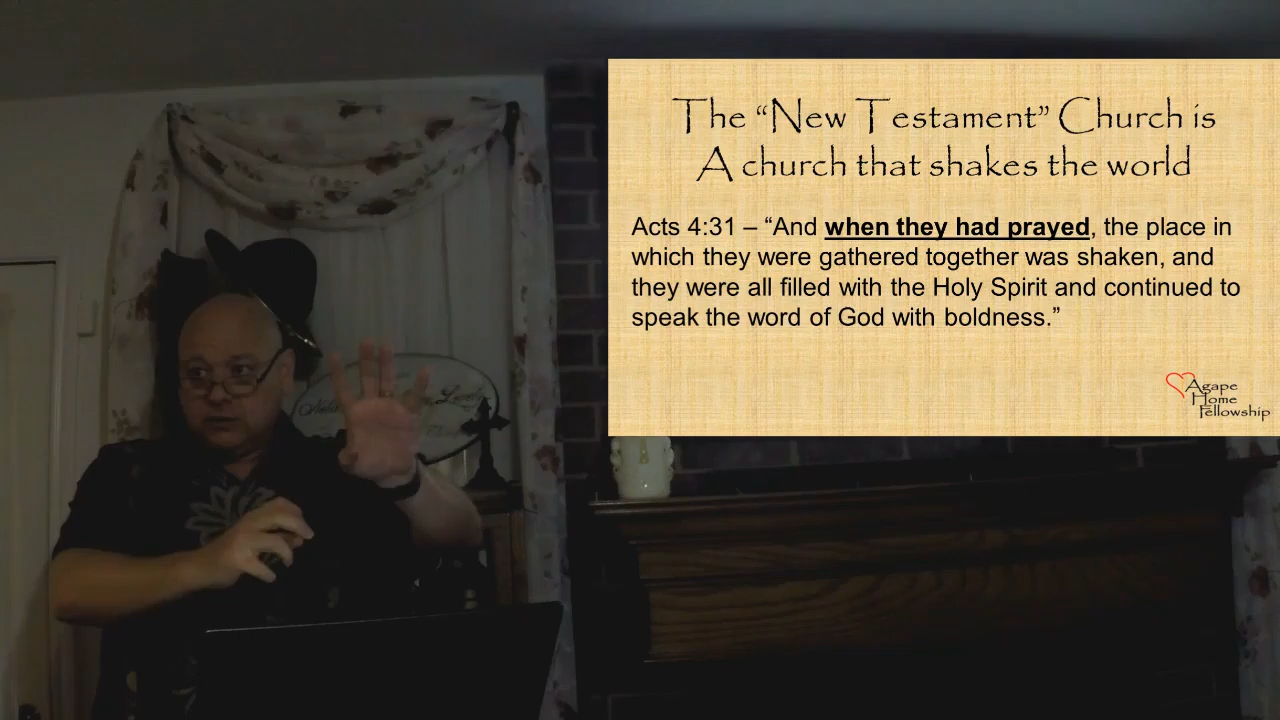 The “New Testament” Church is
A church that shakes the world
Acts 4:31 – “And when they had prayed, the place in
which they were gathered together was shaken, and
they were all filled with the Holy Spirit and continued to
speak the word of God with boldness.”
Agape
Home
Fellowship